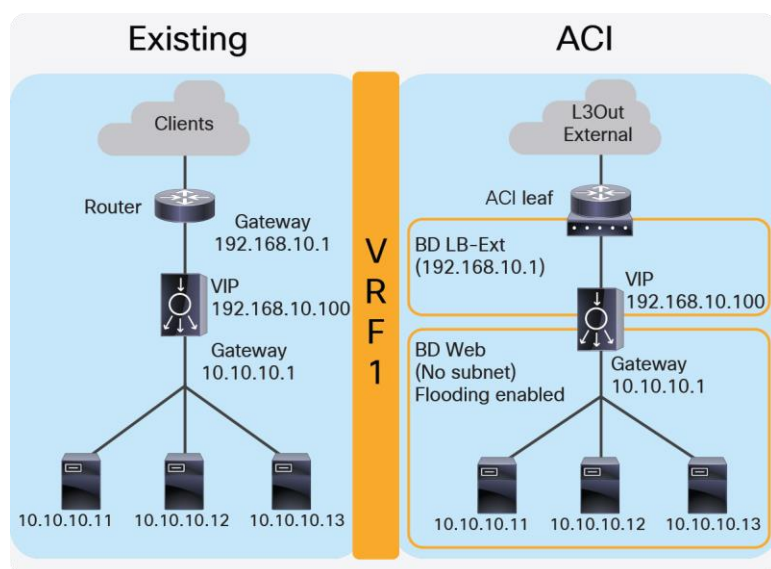 Existing
Clients
Router
Gateway
192.168.10.1
VIP
192.168.10.100
Gateway
10.10.10.1
10.10.10.11
10.10.10.12
10.10.10.13
V
R
F
1
ACI
L3Out
External
ACI leaf
BD LB-Ext
(192.168.10.1)
VIP
192.168.10.100
BD Web
(No subnet)
Flooding enabled
Gateway
10.10.10.1
10.10.10.11
10.10.10.12
10.10.10.13